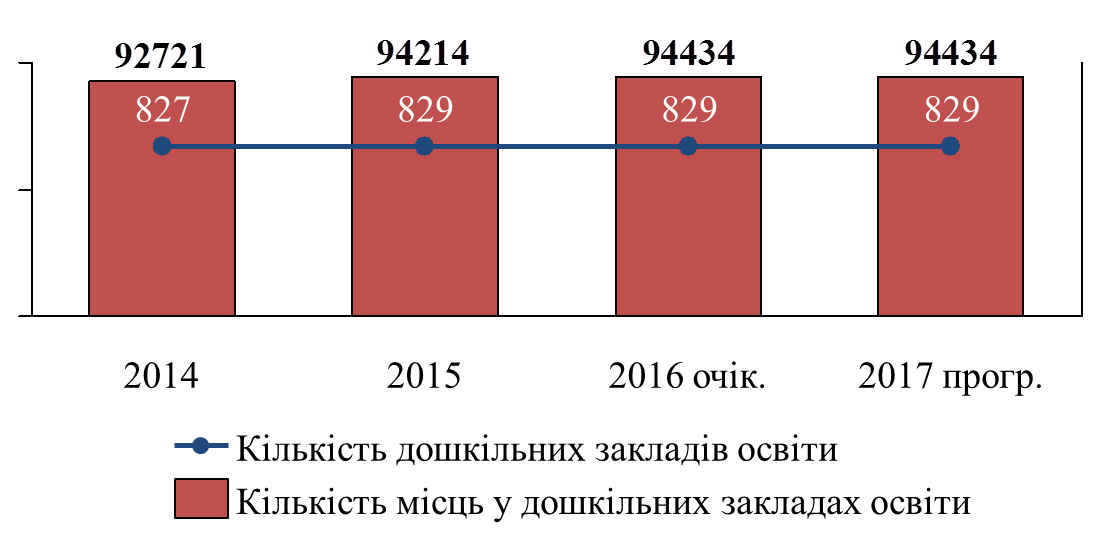 92721 94214 94434 94434
827 829 829 829
2014 2015 2016 очік. 2017 прогр.
Кількість дошкільних закладів освіти
Кількість місць у дошкільних закладах освіти